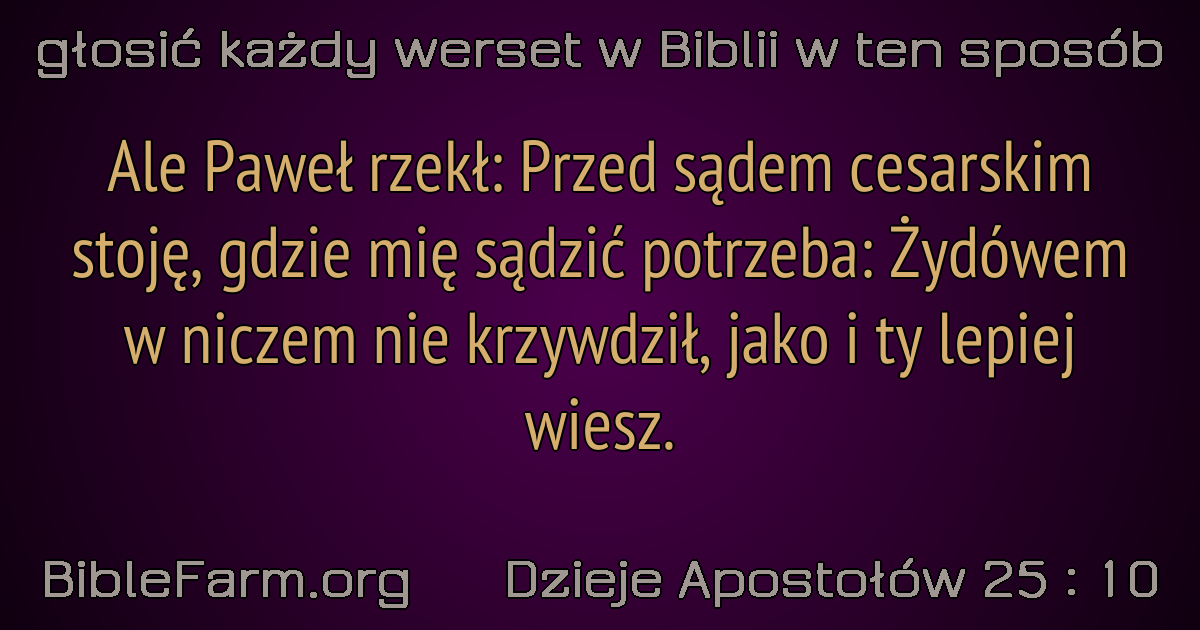 głosić każdy werset w Biblii w ten sposób
Ale Paweł rzekł: Przed sądem cesarskim
stoję, gdzie mię sądzić potrzeba: Żydówem
w niczem nie krzywdził, jako i ty lepiej
wiesz.
BibleFarm.org Dzieje Apostołów 25 : 10